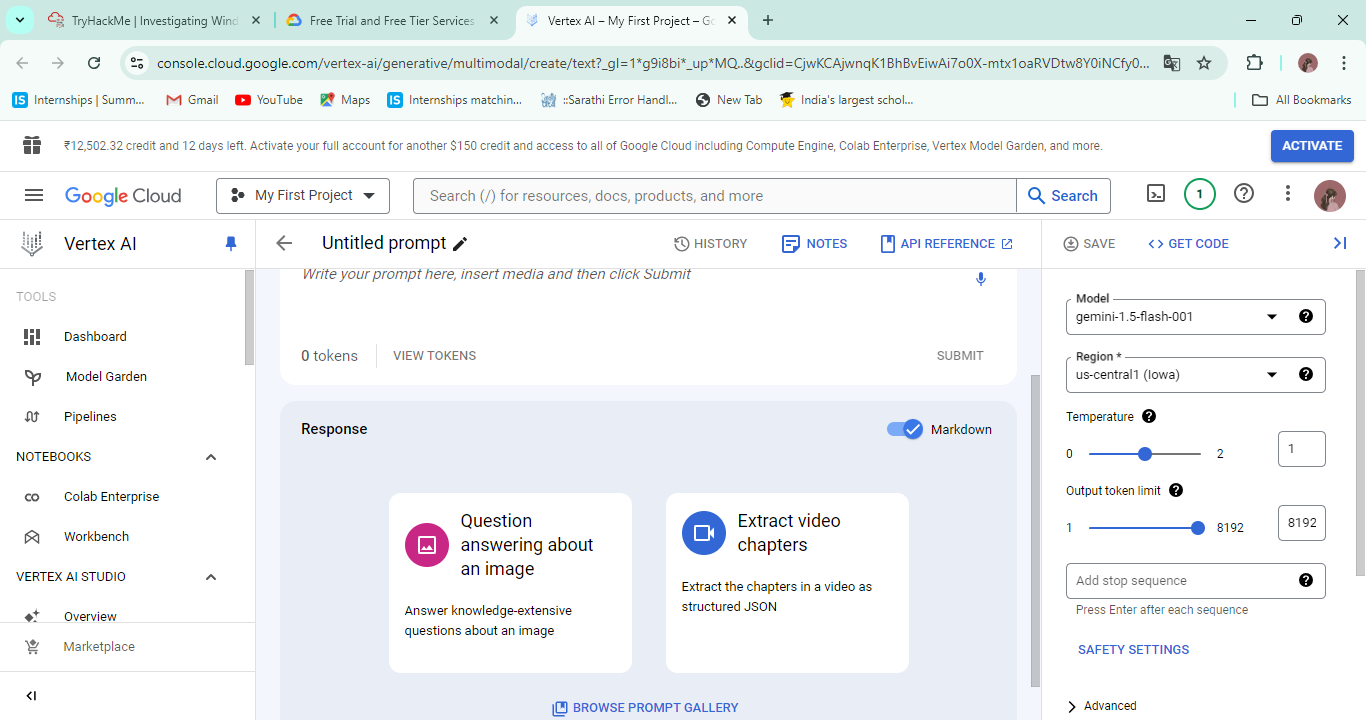 TryHackMe | Investigating Wind
Free Trial and Free Tier Services
Vertex AI – My First Project – Go
console.cloud.google.com/vertex-ai/generative/multimodal/create/text?_gl=1*g9i8bi*_up*MQ..&gclid=CjwKCAjwnqK1BhBvEiwAi7o0X-mtx1oaRVDtw8Y0iNCfy0...
Internships | Summ...
Gmail
YouTube
Maps
Internships matchin...
::Sarathi Error Handl...
New Tab
India's largest schol...
All Bookmarks
₹12,502.32 credit and 12 days left. Activate your full account for another $150 credit and access to all of Google Cloud including Compute Engine, Colab Enterprise, Vertex Model Garden, and more.
ACTIVATE
Google Cloud
My First Project
Search (/) for resources, docs, products, and more
Search
1
Vertex AI
Untitled prompt
HISTORY
NOTES
API REFERENCE
SAVE
GET CODE
TOOLS
Dashboard
Model Garden
Pipelines
NOTEBOOKS
Colab Enterprise
Workbench
VERTEX AI STUDIO
Overview
Marketplace
Write your prompt here, insert media and then click Submit
0 tokens
VIEW TOKENS
SUBMIT
Response
Markdown
Question
answering about
an image
Answer knowledge-extensive
questions about an image
Extract video
chapters
Extract the chapters in a video as
structured JSON
BROWSE PROMPT GALLERY
Model
gemini-1.5-flash-001
Region *
us-central1 (Iowa)
Temperature
0
2
1
Output token limit
1
8192
8192
Add stop sequence
Press Enter after each sequence
SAFETY SETTINGS
Advanced